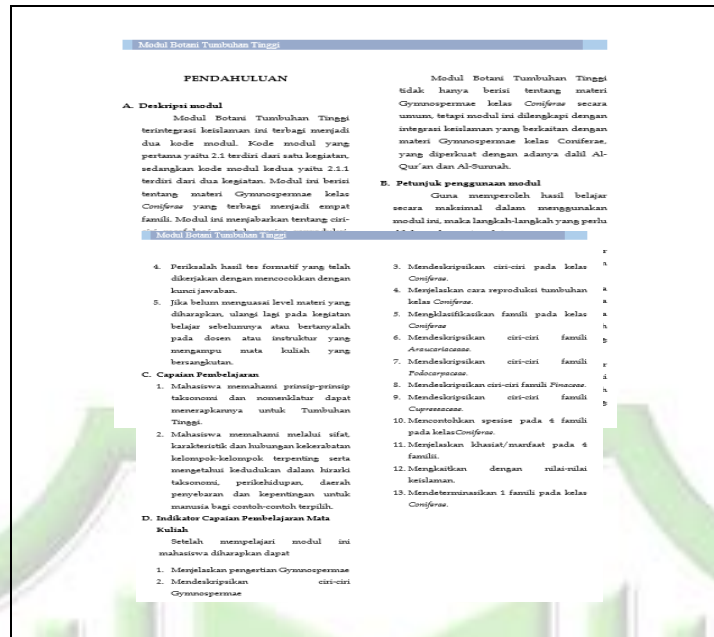 Modul Botani Tumbuhan Tinggi
PENDAHULUAN
A. Deskripsi modul
Modul Botani Tumbuhan Tinggi
terintegrasi keislaman ini terbagi menjadi
dua kode modul. Kode modul yang
pertama yaitu 2.1 terdiri dari satu kegiatan,
sedangkan kode modul kedua yaitu 2.1.1
terdiri dari dua kegiatan. Modul ini berisi
tentang materi Gymnospermae kelas
Coniferae yang terbagi menjadi empat
famili. Modul ini menjabarkan tentang ciri-
Modul Botani Tumbuhan Tinggi
tidak hanya berisi tentang materi
Gymnospermae kelas Coniferae secara
umum, tetapi modul ini dilengkapi dengan
integrasi keislaman yang berkaitan dengan
materi Gymnospermae kelas Coniferae,
yang diperkuat dengan adanya dalil Al-
Qur'an dan Al-Sunnah.
B. Petunjuk penggunaan modul
Guna memperoleh hasil belajar
secara maksimal dalam menggunakan
modul ini, maka langkah-langkah yang perlu
Modul Botani Tumbuhan Tinggi
4. Periksalah hasil tes formatif yang telah
dikerjakan dengan mencocokkan dengan
kunci jawaban.
5. Jika belum menguasai level materi yang
diharapkan, ulangi lagi pada kegiatan
belajar sebelumnya atau bertanyalah
pada dosen atau instruktur yang
mengampu mata kuliah yang
bersangkutan.
C. Capaian Pembelajaran
1. Mahasiswa memahami prinsip-prinsip
taksonomi dan nomenklatur dapat
menerapkannya untuk Tumbuhan
Tinggi.
2. Mahasiswa memahami melalui sifat,
karakteristik dan hubungan kekerabatan
kelompok-kelompok terpenting serta
mengetahui kedudukan dalam hirarki
taksonomi, perikehidupan, daerah
penyebaran dan kepentingan untuk
manusia bagi contoh-contoh terpilih.
D. Indikator Capaian Pembelajaran Mata
Kuliah
Setelah mempelajari modul ini
mahasiswa diharapkan dapat
1. Menjelaskan pengertian Gymnospermae
2. Mendeskripsikan ciri-ciri
Gymnospermae
3. Mendeskripsikan ciri-ciri pada kelas
Coniferae.
4. Menjelaskan cara reproduksi tumbuhan
kelas Coniferae.
5. Mengklasifikasikan famili pada kelas
Coniferae
6. Mendeskripsikan ciri-ciri famili
Araucariaceae.
7. Mendeskripsikan ciri-ciri famili
Podocarpaceae.
8. Mendeskripsikan ciri-ciri famili Pinaceae.
9. Mendeskripsikan ciri-ciri famili
Cupressaceae.
10. Mencontohkan spesise pada 4 famili
pada kelasConiferae.
11. Menjelaskan khasiat/manfaat pada 4
familii.
12. Mengkaitkan dengan nilai-nilai
keislaman.
13. Mendeterminasikan 1 famili pada kelas
Coniferae.